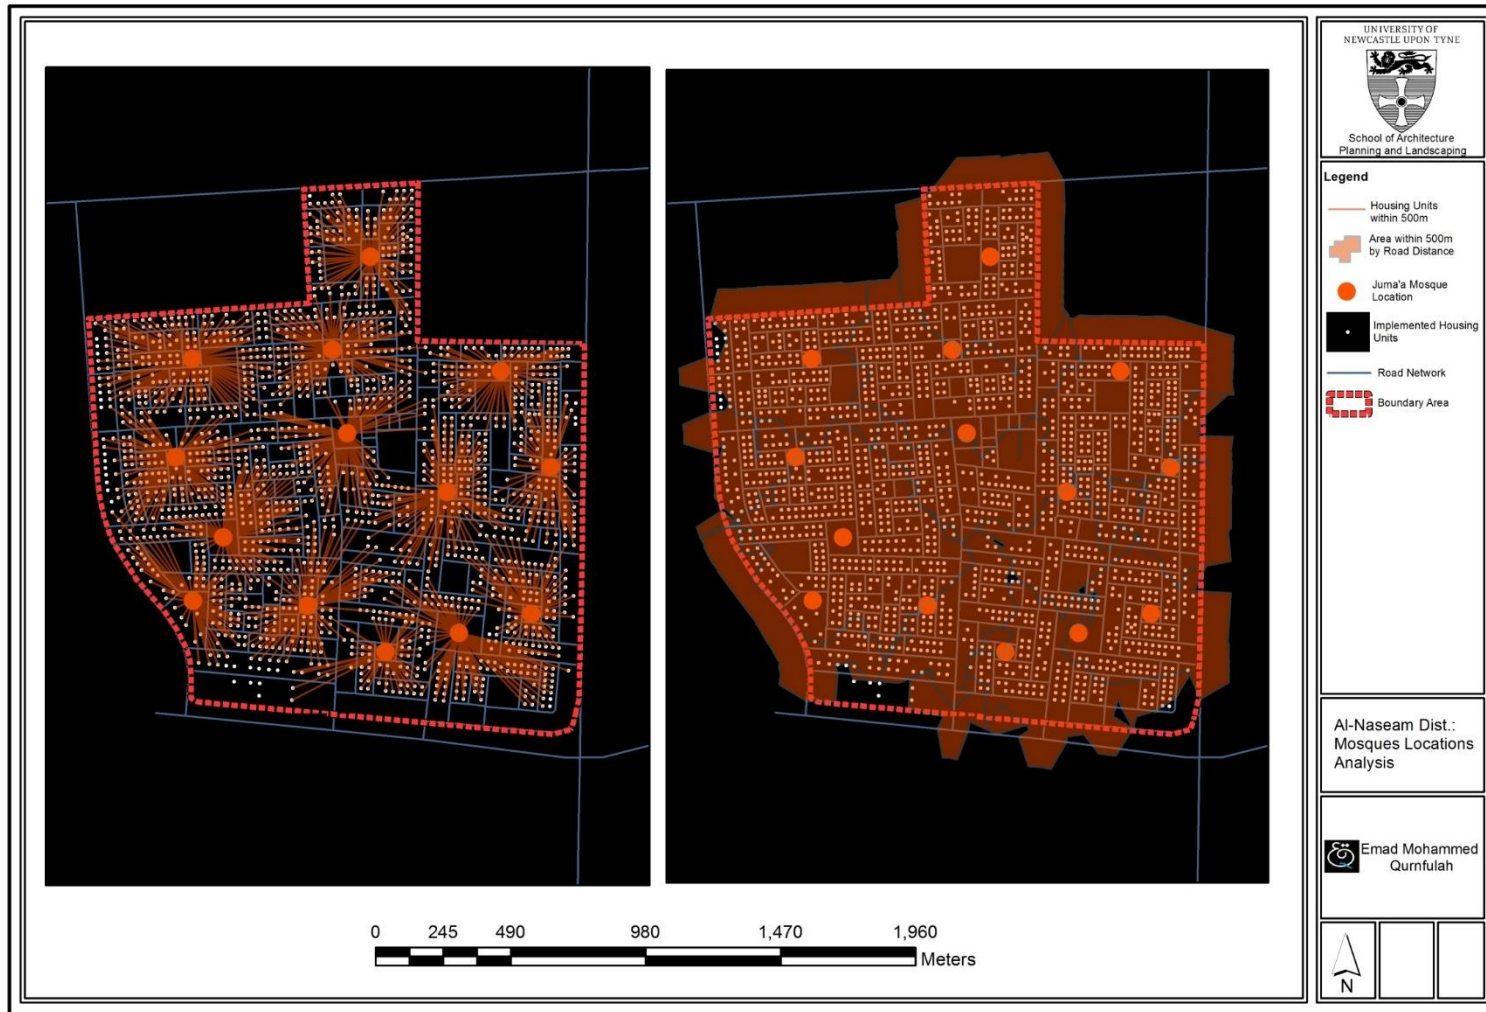 UNIVERSITY OF
NEWCASTLE UPON TYNE
School of Architecture
Planning and Landscaping
Legend
Housing Units
within 500m
Area within 500m
by Road Distance
Juma'a Mosque
Location
Implemented Housing
Units
Road Network
Boundary Area
Al-Naseam Dist.:
Mosques Locations
Analysis
Emad Mohammed
Qurnfulah
N
0 245 490 980 1,470 1,960
Meters